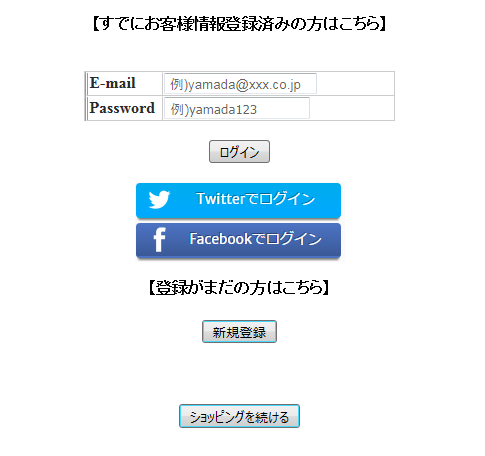 【すでにお客様情報登録済みの方はこちら】
E-mail 例)yamada@xxx.co.jp
Password 例)yamada123
ログイン
Twitterでログイン
Facebookでログイン
【登録がまだの方はこちら】
新規登録
ショッピングを続ける